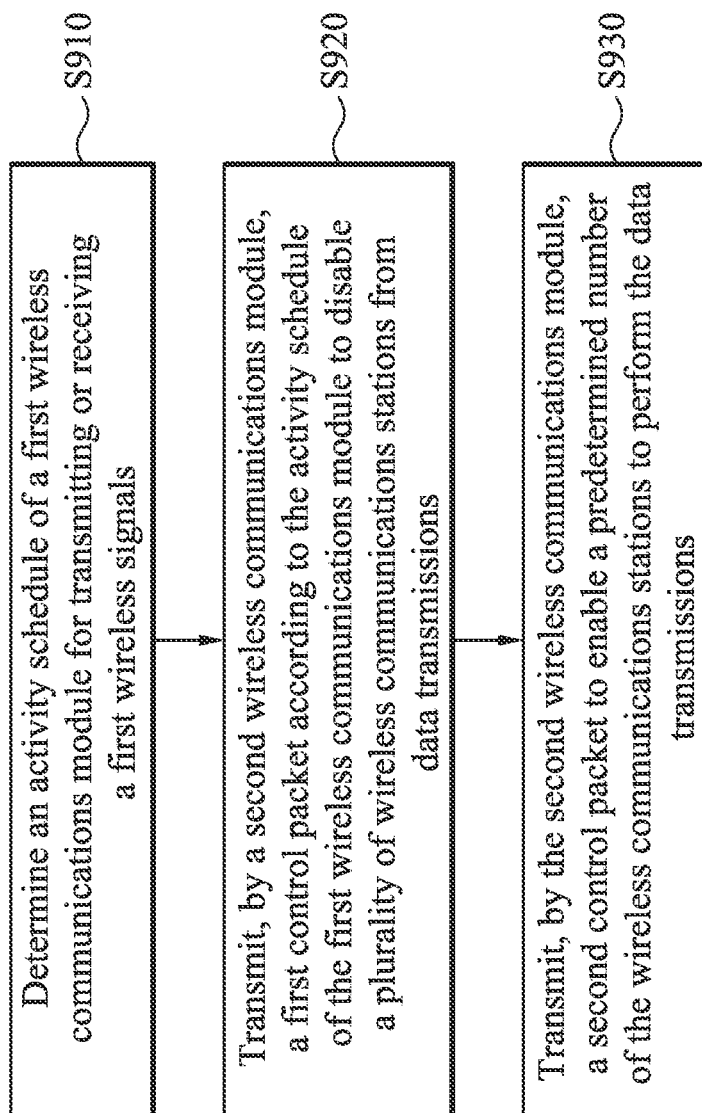 Determine an activity schedule of a first wireless
communications module for transmitting or receiving
a first wireless signals
S910
Transmit, by a second wireless communications module,
a first control packet according to the activity schedule
of the first wireless communications module to disable
a plurality of wireless communications stations from
data transmissions
S920
Transmit, by the second wireless communications module,
a second control packet to enable a predetermined number
of the wireless communications stations to perform the data
transmissions
S930